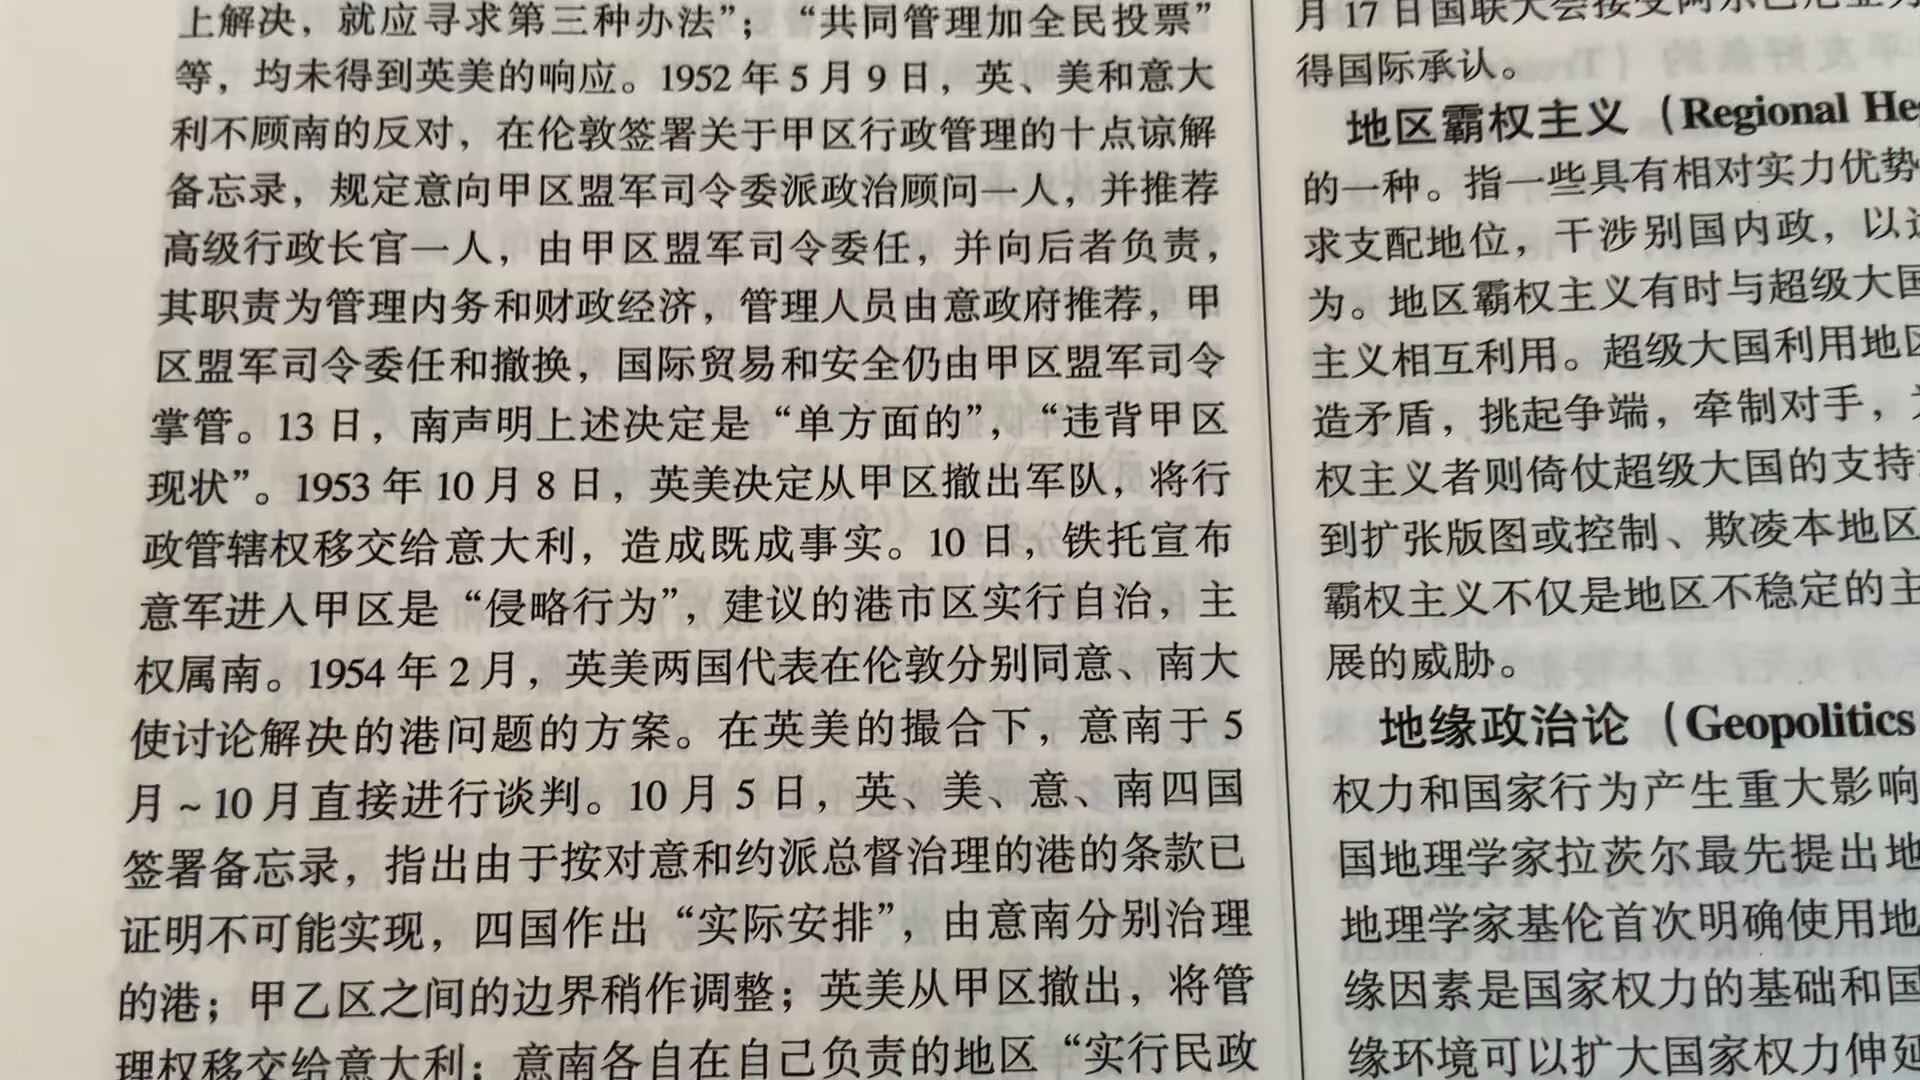 上解决，就应寻求第三种办法”；“共同管理加全民投票”
等，均未得到英美的响应。1952 年 5 月 9 日，英、美和意大
利不顾南的反对，在伦敦签署关于甲区行政管理的十点谅解
备忘录，规定意向甲区盟军司令委派政治顾问一人，并推荐
高级行政长官一人，由甲区盟军司令委任，并向后者负责，
其职责为管理内务和财政经济，管理人员由意政府推荐，甲
区盟军司令委任和撤换，国际贸易和安全仍由甲区盟军司令
掌管。13 日，南声明上述决定是“单方面的”，“违背甲区
现状”。1953 年 10 月 8 日，英美决定从甲区撤出军队，将行
政管辖权移交给意大利，造成既成事实。10 日，铁托宣布
意军进入甲区是“侵略行为”，建议的港市区实行自治，主
权属南。1954 年 2 月，英美两国代表在伦敦分别同意、南大
使讨论解决的港问题的方案。在英美的撮合下，意南于 5
月 ~ 10 月直接进行谈判。10 月 5 日，英、美、意、南四国
签署备忘录，指出由于按对意和约派总督治理的港的条款已
证明不可能实现，四国作出“实际安排”，由意南分别治理
的港；甲乙区之间的边界稍作调整；英美从甲区撤出，将管
理权移交给意大利；意南各自在自己负责的地区“实行民政
月 17 日国联大会接受阿尔巴尼亚为
得国际承认。
地区霸权主义（Regional He
的一种。指一些具有相对实力优势
求支配地位，干涉别国内政，以
为。地区霸权主义有时与超级大国
主义相互利用。超级大国利用地区
造矛盾，挑起争端，牵制对手，
权主义者则倚仗超级大国的支持
到扩张版图或控制、欺凌本地区
霸权主义不仅是地区不稳定的主
展的威胁。
地缘政治论（Geopolitics
权力和国家行为产生重大影响
国地理学家拉茨尔最先提出地
地理学家基伦首次明确使用地
缘因素是国家权力的基础和国
缘环境可以扩大国家权力伸延